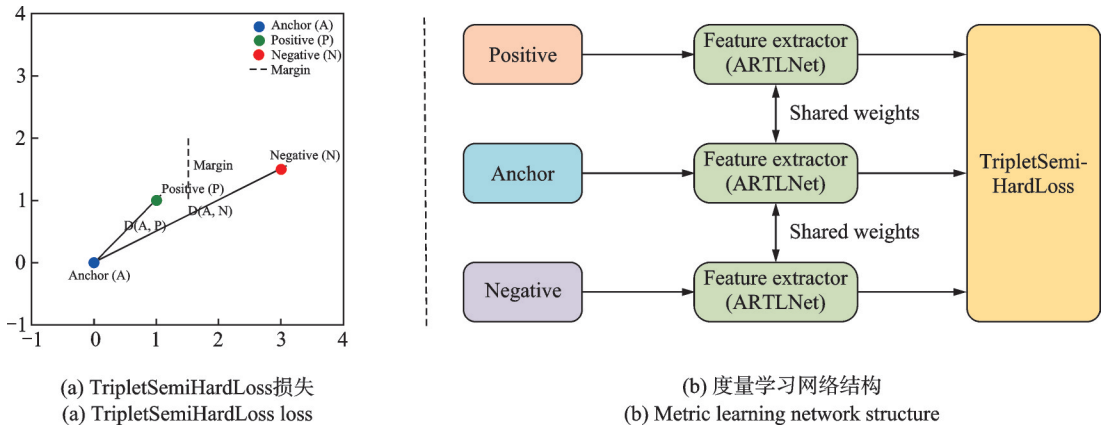 4
3
2
1
0
−1
−1
0
1
2
3
4
Anchor (A)
Positive (P)
Negative (N)
Margin
Margin
Negative (N)
Positive (P)
D(A, N)
D(A, P)
Anchor (A)
(a) TripletSemiHardLoss损失
(a) TripletSemiHardLoss loss
Positive
Feature extractor
(ARTLNet)
Shared weights
Anchor
Feature extractor
(ARTLNet)
Shared weights
Negative
Feature extractor
(ARTLNet)
TripletSemi-
HardLoss
(b) 度量学习网络结构
(b) Metric learning network structure